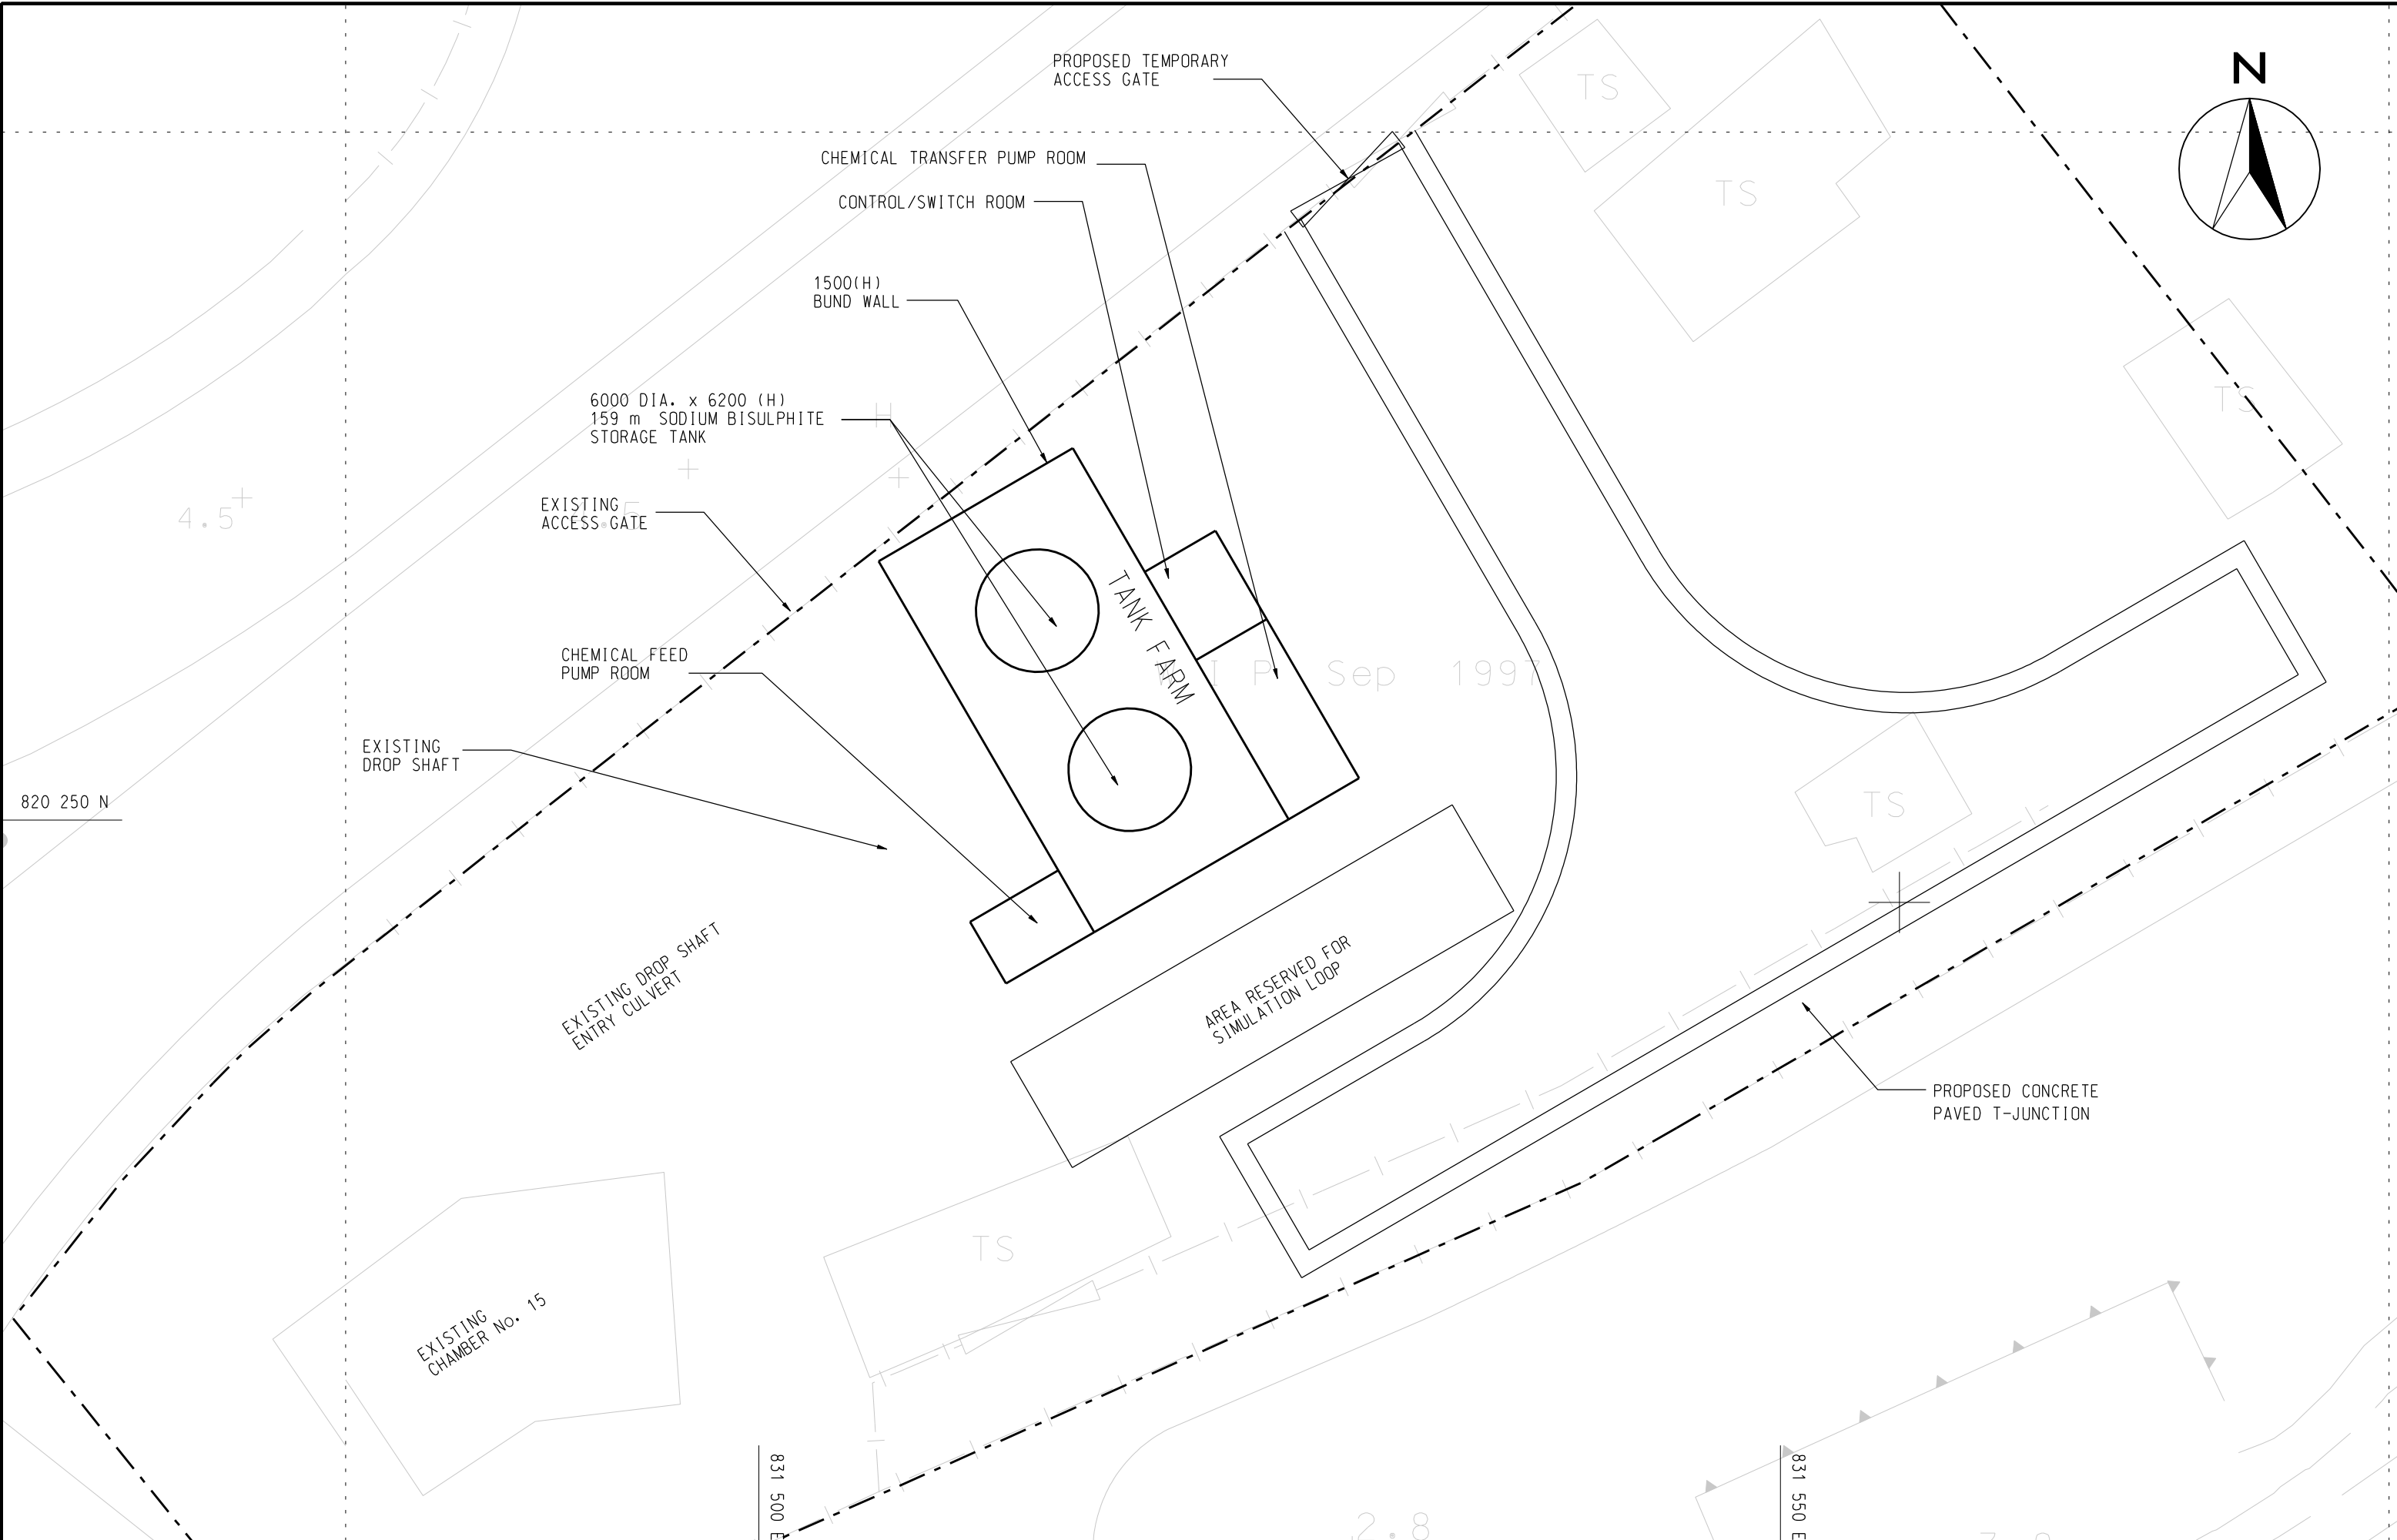 N
PROPOSED TEMPORARY
ACCESS GATE
TS
TS
CHEMICAL TRANSFER PUMP ROOM
CONTROL/SWITCH ROOM
1500(H)
BUND WALL
6000 DIA. x 6200 (H)
159 m SODIUM BISULPHITE
STORAGE TANK
H
TS
4.5
EXISTING
ACCESS GATE
TANK FARM
CHEMICAL FEED
PUMP ROOM
P Sep 1997
EXISTING
DROP SHAFT
820 250 N
TS
EXISTING DROP SHAFT
ENTRY CULVERT
AREA RESERVED FOR
SIMULATION LOOP
PROPOSED CONCRETE
PAVED T-JUNCTION
TS
EXISTING
CHAMBER No. 15
831 500 E
831 550 E
2.8